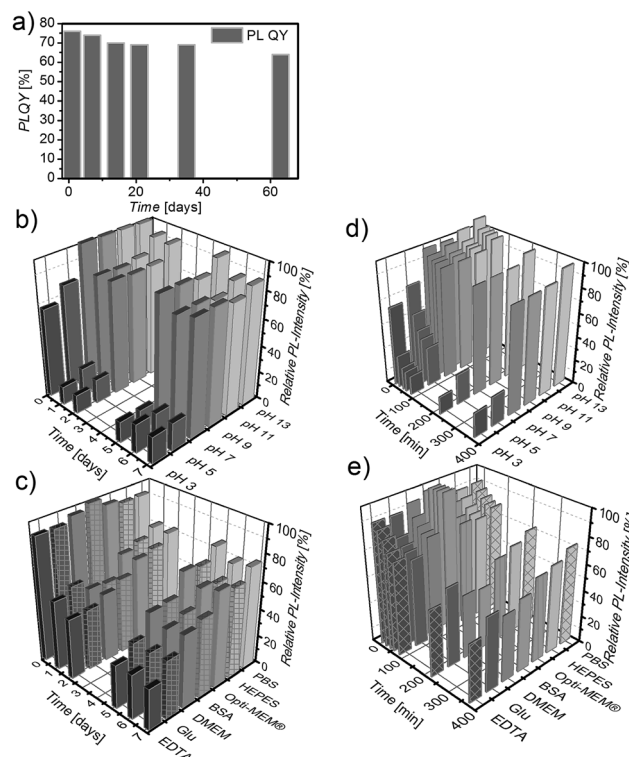 a)
80
70
60
50
40
30
20
10
0
PLQY [%]
PL QY
0 20 40 60
Time [days]
b)
100
80
60
40
20
0
Relative PL-Intensity [%]
0 1 2 3 4 5 6 7
Time [days]
pH 3
pH 5
pH 7
pH 9
pH 11
pH 13
d)
100
80
60
40
20
0
Relative PL-Intensity [%]
0 100 200 300 400
Time [min]
pH 3
pH 5
pH 7
pH 9
pH 11
pH 13
c)
100
80
60
40
20
0
Relative PL-Intensity [%]
0 1 2 3 4 5 6 7
Time [days]
EDTA
Glu
DMEM
BSA
Opti-MEM®
HEPES
PBS
e)
100
80
60
40
20
0
Relative PL-Intensity [%]
0 100 200 300 400
Time [min]
EDTA
Glu
DMEM
BSA
Opti-MEM®
HEPES
PBS